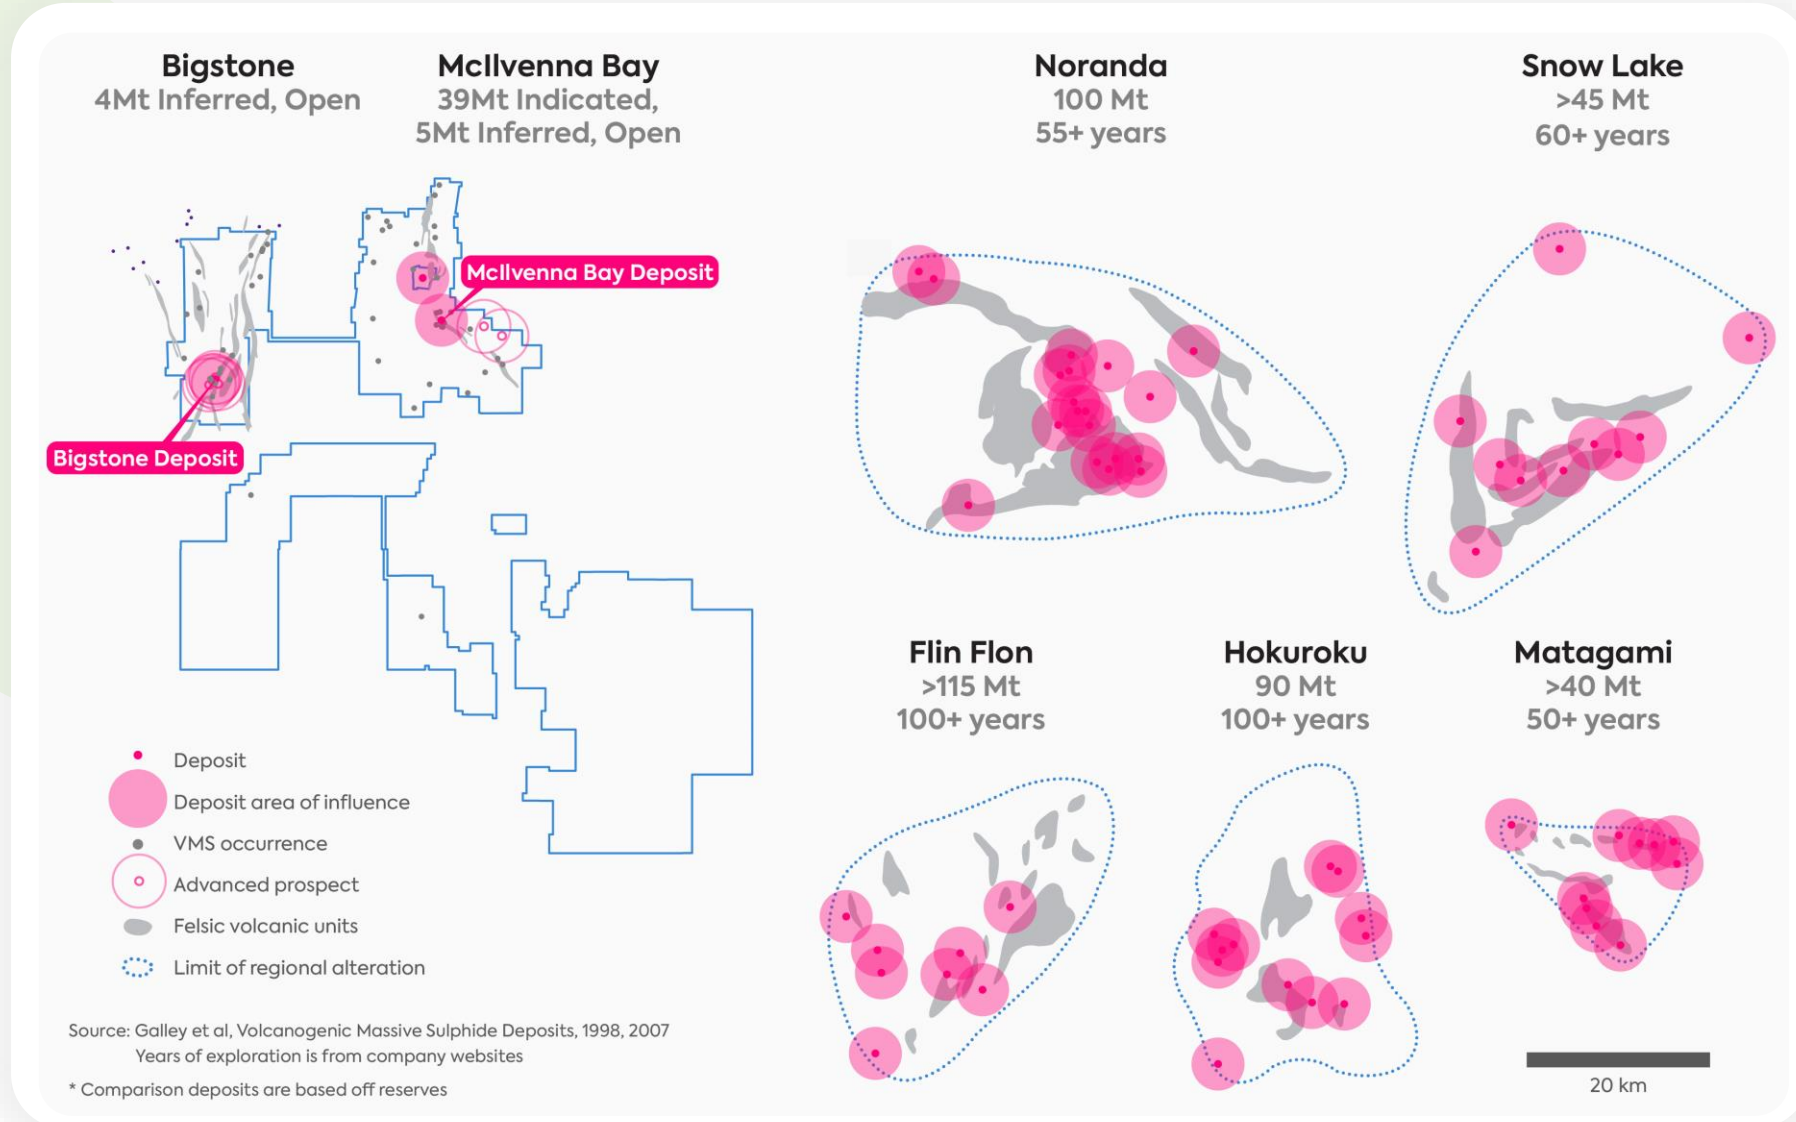 Bigstone
4Mt Inferred, Open
McIlvenna Bay
39Mt Indicated,
5Mt Inferred, Open
Noranda
100 Mt
55+ years
Snow Lake
>45 Mt
60+ years
McIlvenna Bay Deposit
Bigstone Deposit
Flin Flon
>115 Mt
100+ years
Hokuroku
90 Mt
100+ years
Matagami
>40 Mt
50+ years
Deposit
Deposit area of influence
VMS occurrence
Advanced prospect
Felsic volcanic units
Limit of regional alteration
Source: Galley et al, Volcanogenic Massive Sulphide Deposits, 1998, 2007
Years of exploration is from company websites
* Comparison deposits are based off reserves
20 km